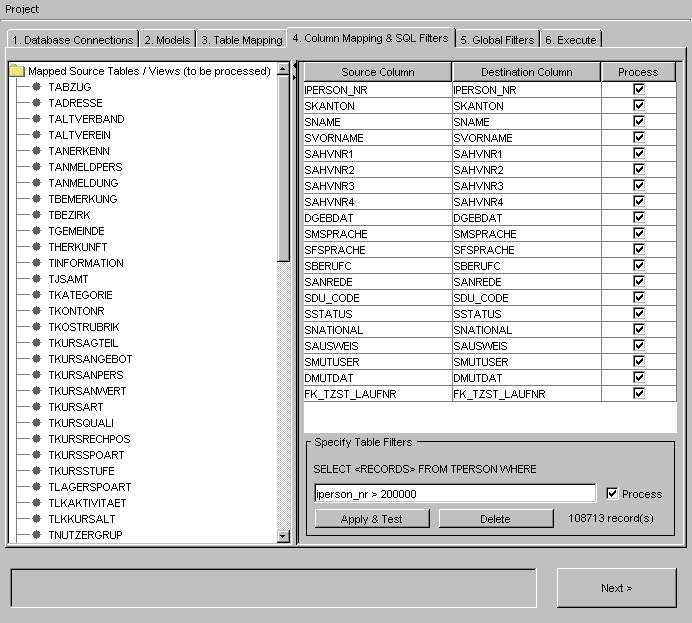 Project
1. Database Connections 2. Models 3. Table Mapping 4. Column Mapping & SQL Filters 5. Global Filters 6. Execute
Mapped Source Tables / Views (to be processed)
TABZUG
TADRESSE
TALTVERBAND
TALTVEREIN
TANERKENN
TANMELDPERS
TANMELDUNG
TBEMERKUNG
TBEZIRK
TGEMEINDE
THERKUNFT
TINFORMATION
TJSAMT
TKATEGORIE
TKONTONR
TKOSTRUBRIK
TKURSAGTEIL
TKURSANGEBOT
TKURSANPERS
TKURSANWERT
TKURSART
TKURSQUALI
TKURSRECHPOS
TKURSSPOART
TKURSSTUFE
TLAGERSPOART
TLKAKTIVITAET
TLKKURSALT
TNUTZERGRUP
Source Column Destination Column Process
IPERSON_NR IPERSON_NR
SKANTON SKANTON
SNAME SNAME
SVORNAME SVORNAME
SAHVNR1 SAHVNR1
SAHVNR2 SAHVNR2
SAHVNR3 SAHVNR3
SAHVNR4 SAHVNR4
DGEBDAT DGEBDAT
SMSPRACHE SMSPRACHE
SFSPRACHE SFSPRACHE
SBERUFC SBERUFC
SANREDE SANREDE
SDU_CODE SDU_CODE
SSTATUS SSTATUS
SNATIONAL SNATIONAL
SAUSWEIS SAUSWEIS
SMUTUSER SMUTUSER
DMUTDAT DMUTDAT
FK_TZST_LAUFNR FK_TZST_LAUFNR
Specify Table Filters
SELECT <RECORDS> FROM TPERSON WHERE
iperson_nr > 200000 Process
Apply & Test Delete 108713 record(s)
Next >